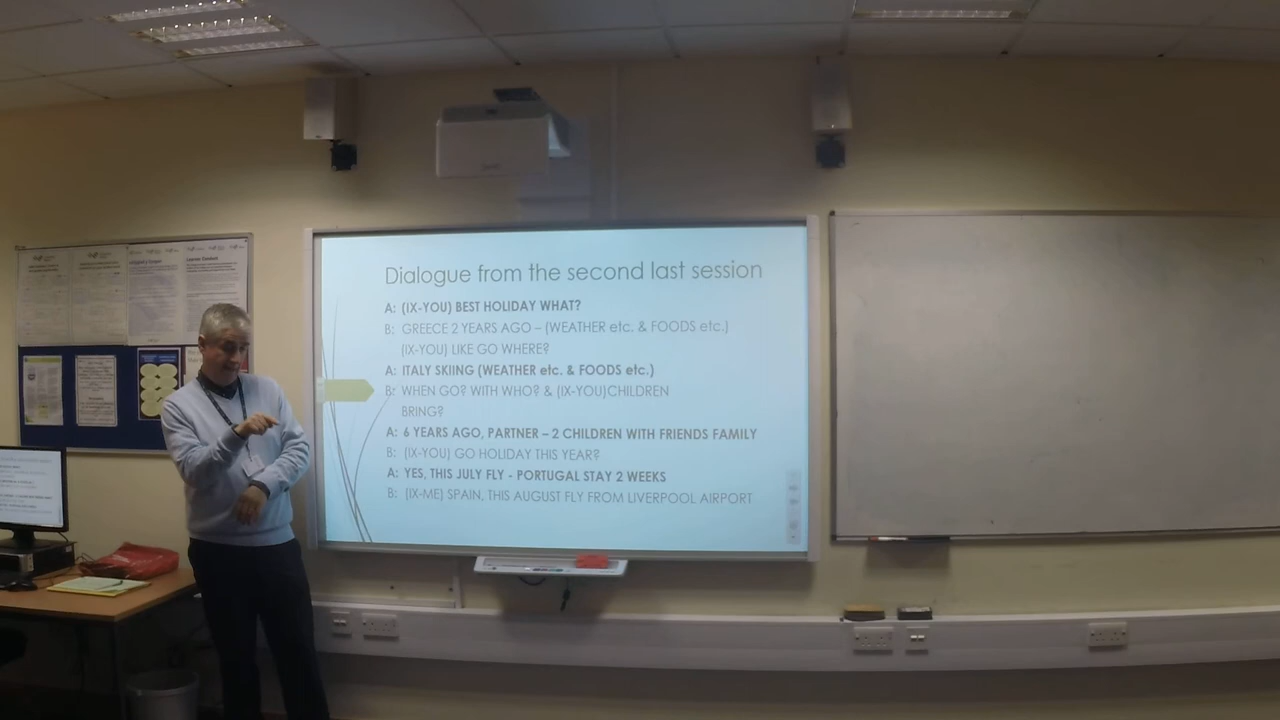 Dialogue from the second last session
A: (IX-YOU) BEST HOLIDAY WHAT?
B: GREECE 2 YEARS AGO – (WEATHER etc. & FOODS etc.)
(IX-YOU) LIKE GO WHERE?
A: ITALY SKIING (WEATHER etc. & FOODS etc.)
B: WHEN GO? WITH WHO? & (IX-YOU)CHILDREN
BRING?
A: 6 YEARS AGO, PARTNER – 2 CHILDREN WITH FRIENDS FAMILY
B: (IX-YOU) GO HOLIDAY THIS YEAR?
A: YES, THIS JULY FLY - PORTUGAL STAY 2 WEEKS
B: (IX-ME) SPAIN, THIS AUGUST FLY FROM LIVERPOOL AIRPORT